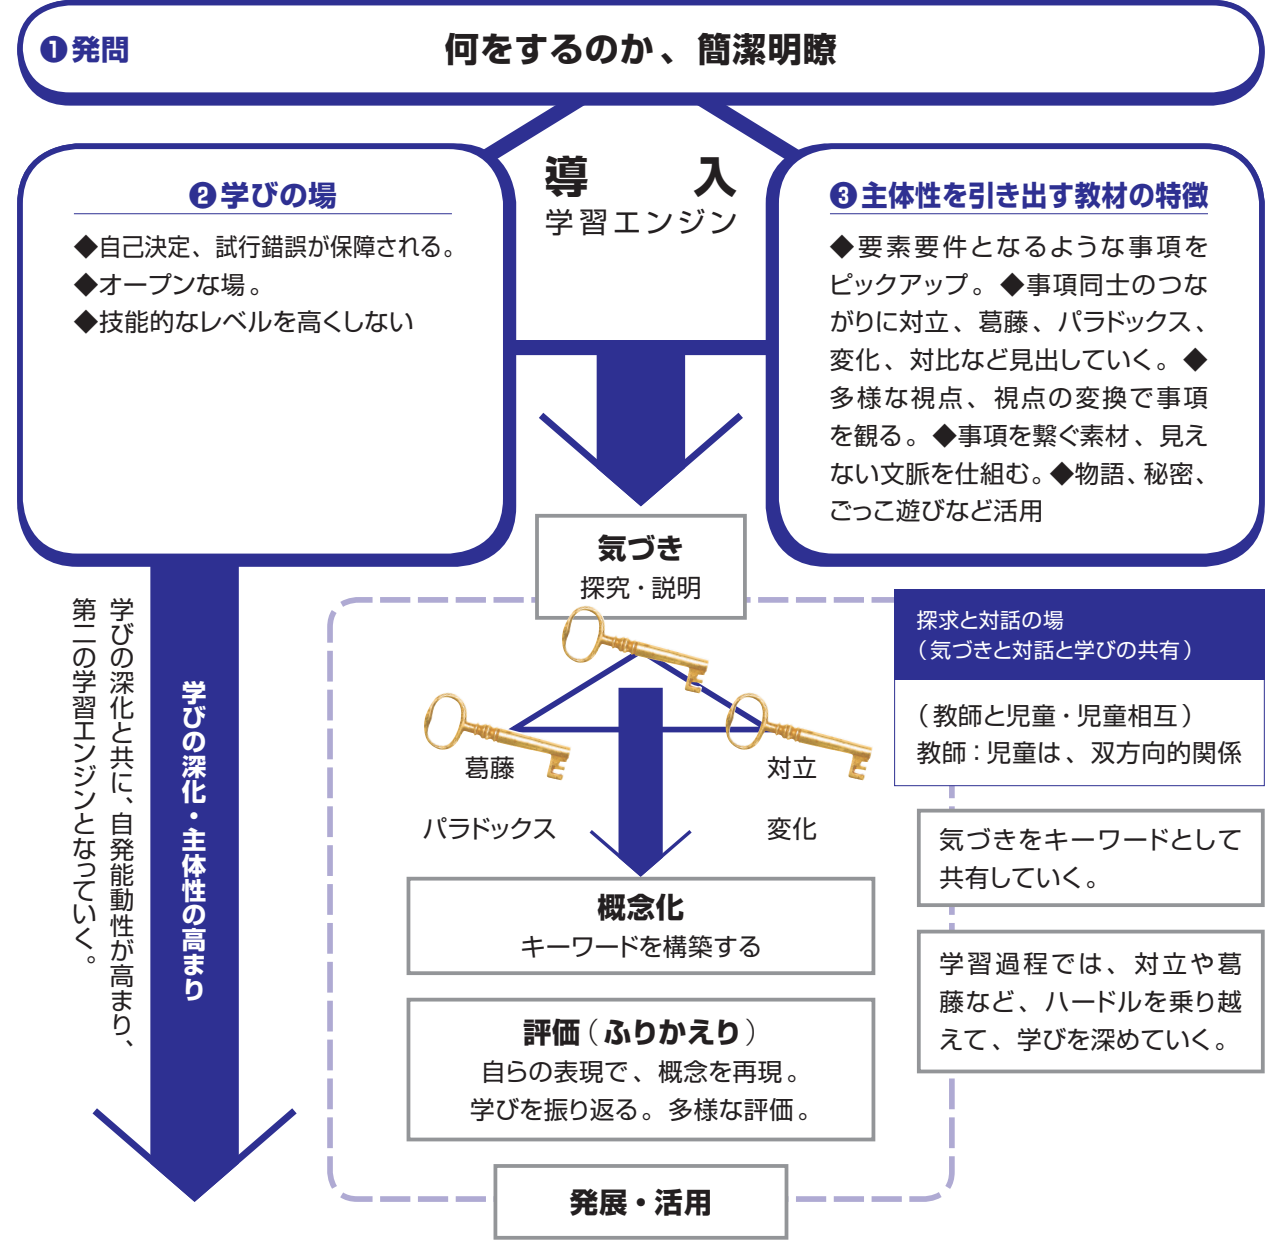 ❶発問
何をするのか、簡潔明瞭
導 入
学習エンジン
❷学びの場
◆自己決定、試行錯誤が保障される。
◆オープンな場。
◆技能的なレベルを高くしない
❸主体性を引き出す教材の特徴
◆要素要件となるような事項を
ピックアップ。◆事項同士のつな
がりに対立、葛藤、パラドックス、
変化、対比など見出していく。◆
多様な視点、視点の変換で事項
を観る。◆事項を繋ぐ素材、見え
ない文脈を仕組む。◆物語、秘密、
ごっこ遊びなど活用
気づき
探究・説明
学びの深化と共に、自発能動性が高まり、
第二の学習エンジンとなっていく。
学びの深化・主体性の高まり
葛藤
対立
パラドックス
変化
探求と対話の場
（気づきと対話と学びの共有）
（教師と児童・児童相互）
教師：児童は、双方向的関係
気づきをキーワードとして
共有していく。
学習過程では、対立や葛
藤など、ハードルを乗り越
えて、学びを深めていく。
概念化
キーワードを構築する
評価（ふりかえり）
自らの表現で、概念を再現。
学びを振り返る。多様な評価。
発展・活用